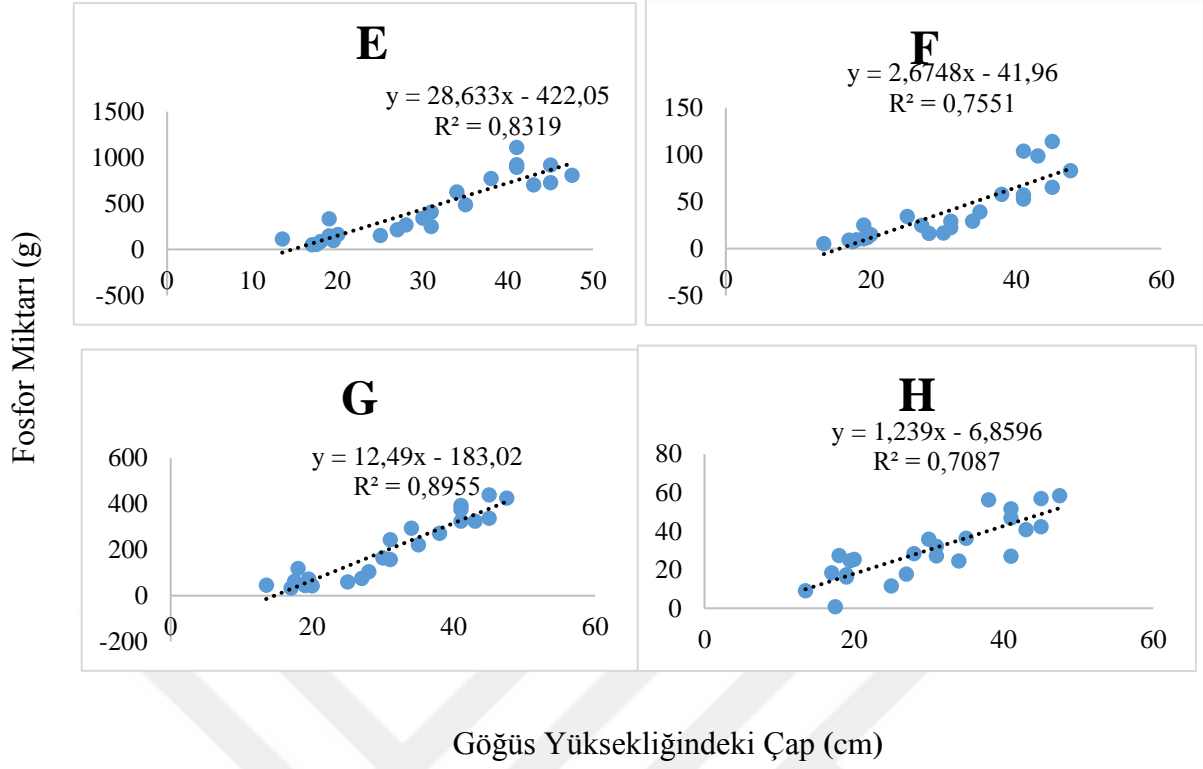 Fosfor Miktarı (g)
E
y = 28,633x - 422,05
R² = 0,8319
1500
1000
500
0
-500
0 10 20 30 40 50
F
y = 2,6748x - 41,96
R² = 0,7551
150
100
50
0
-50
0 20 40 60
G
y = 12,49x - 183,02
R² = 0,8955
600
400
200
0
-200
0 20 40 60
H
y = 1,239x - 6,8596
R² = 0,7087
80
60
40
20
0
0 20 40 60
Göğüs Yüksekliğindeki Çap (cm)